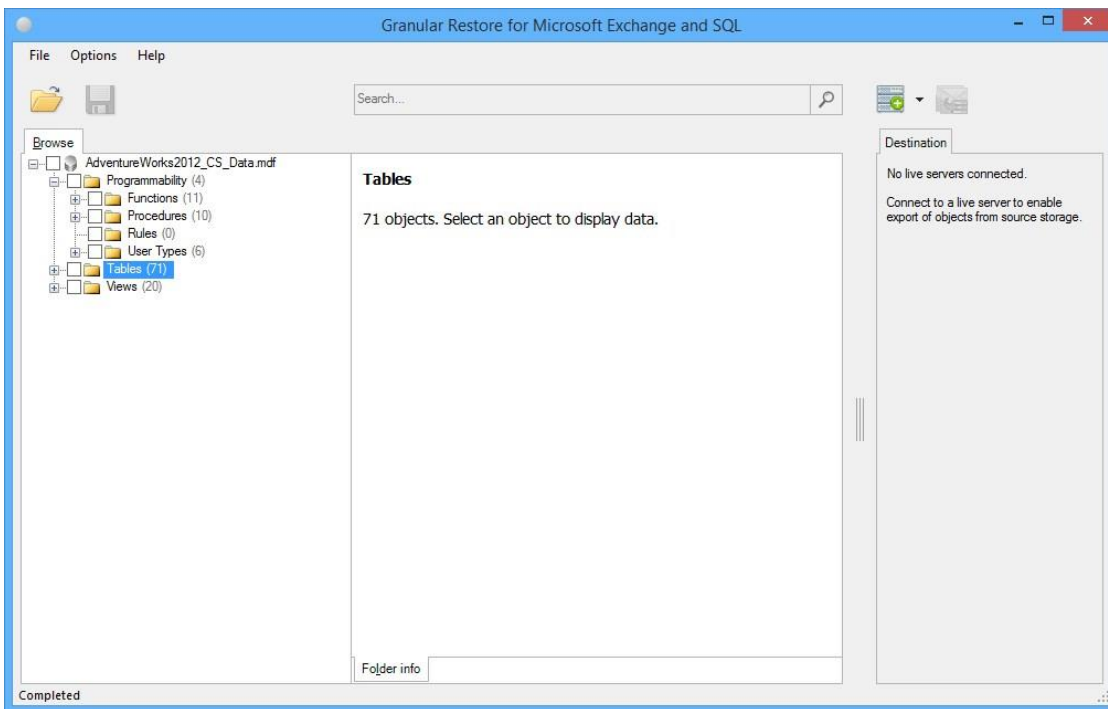 Granular Restore for Microsoft Exchange and SQL
File Options Help
Search...
Browse
AdventureWorks2012_CS_Data.mdf
Programmability (4)
Functions (11)
Procedures (10)
Rules (0)
User Types (6)
Tables (71)
Views (20)
Tables
71 objects. Select an object to display data.
Folder info
Destination
No live servers connected.
Connect to a live server to enable
export of objects from source storage.
Completed